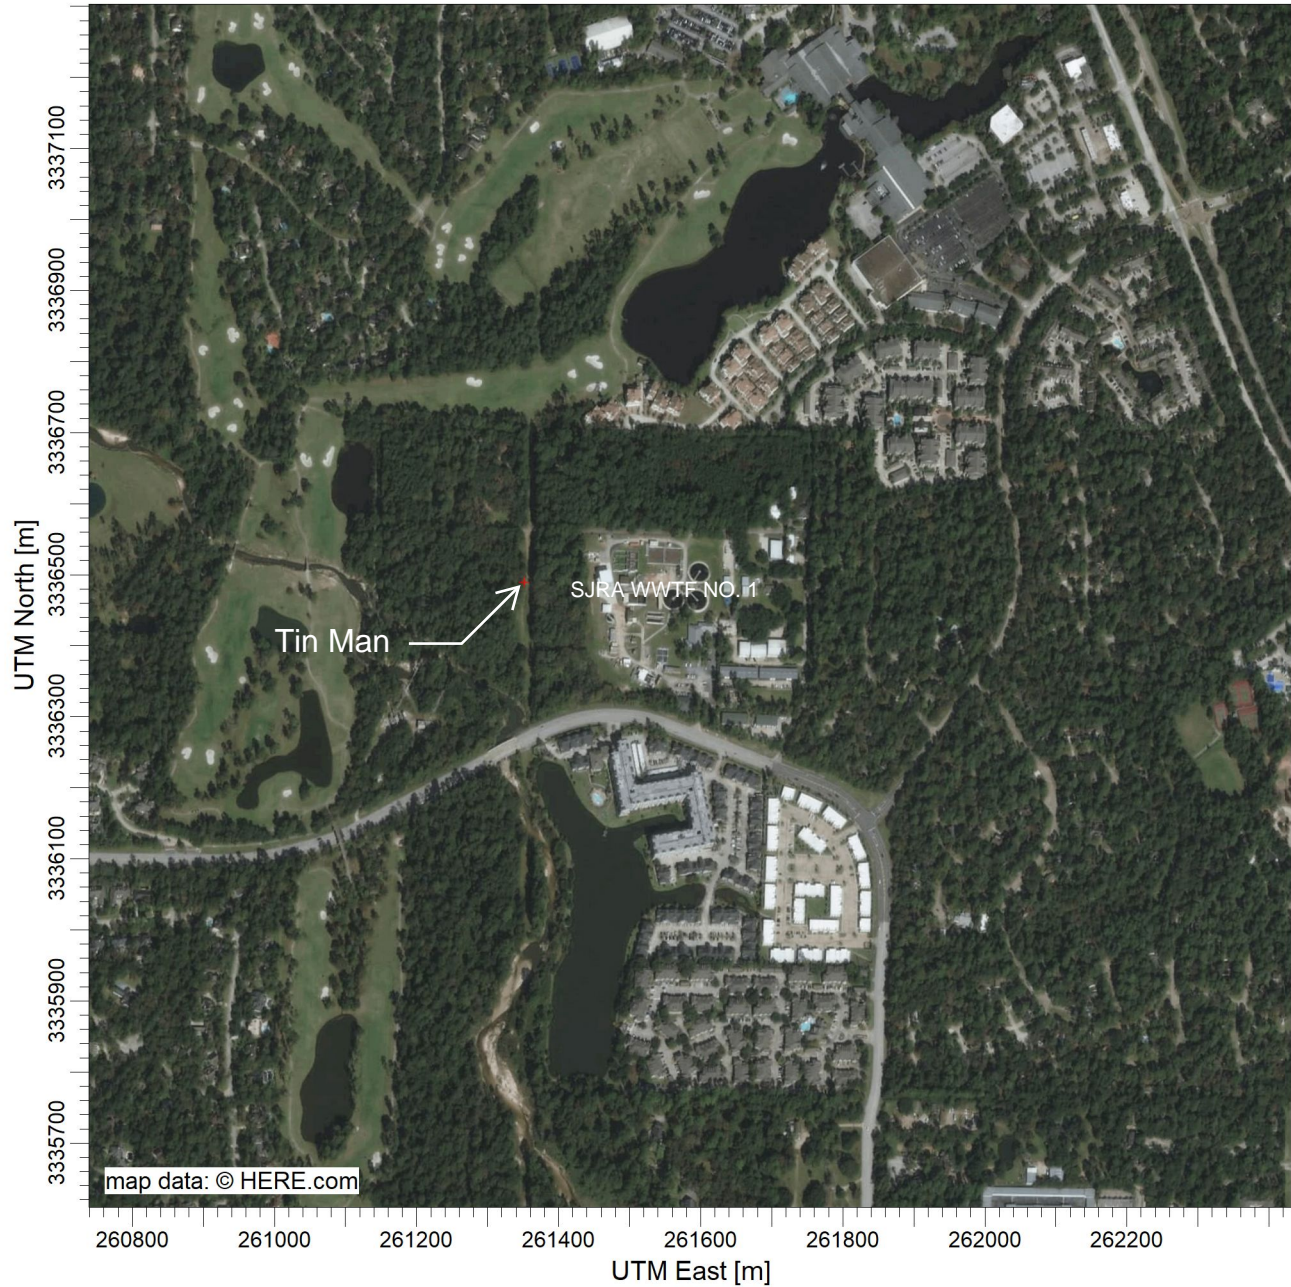 3337100
3336900
3336700
3336500
3336300
3336100
3335900
3335700
UTM North [m]
SJRA WWTF NO. 1
Tin Man
map data: © HERE.com
260800 261000 261200 261400 261600 261800 262000 262200
UTM East [m]